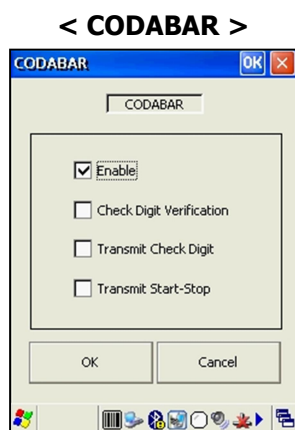 < CODABAR >
CODABAR OK
CODABAR
Enable
Check Digit Verification
Transmit Check Digit
Transmit Start-Stop
OK Cancel